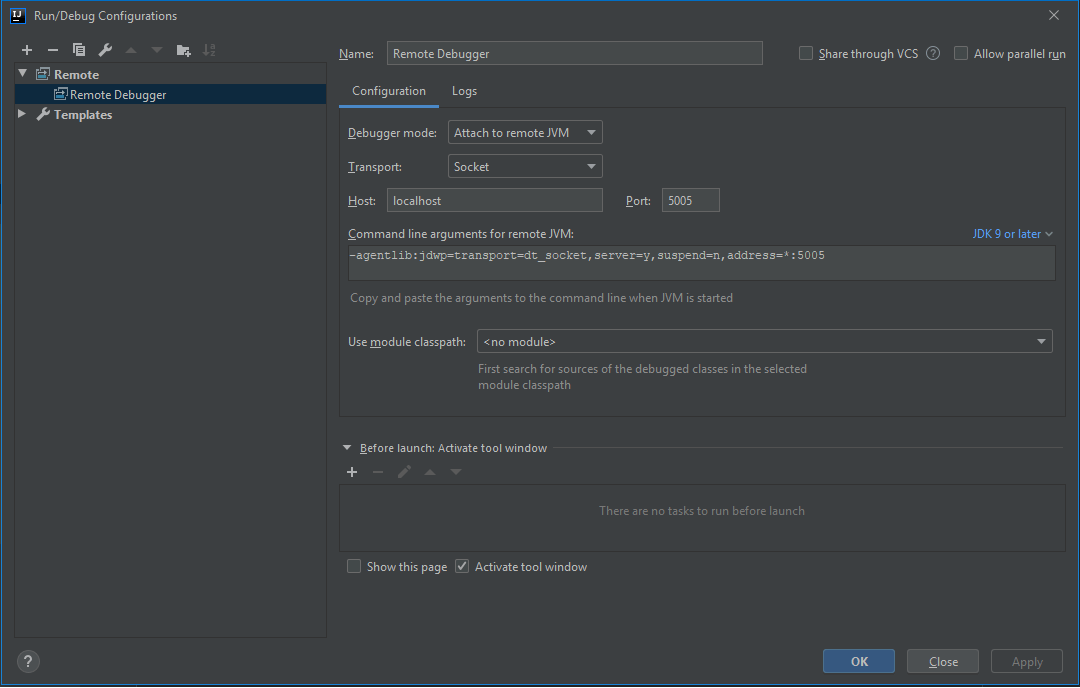 Run/Debug Configurations
Remote
Remote Debugger
Templates
Name: Remote Debugger Share through VCS ? Allow parallel run
Configuration Logs
Debugger mode: Attach to remote JVM
Transport: Socket
Host: localhost Port: 5005
Command line arguments for remote JVM: JDK 9 or later
-agentlib:jdwp=transport=dt_socket,server=y,suspend=n,address=*:5005
Copy and paste the arguments to the command line when JVM is started
Use module classpath: <no module>
First search for sources of the debugged classes in the selected
module classpath
Before launch: Activate tool window
There are no tasks to run before launch
Show this page Activate tool window
? OK Close Apply